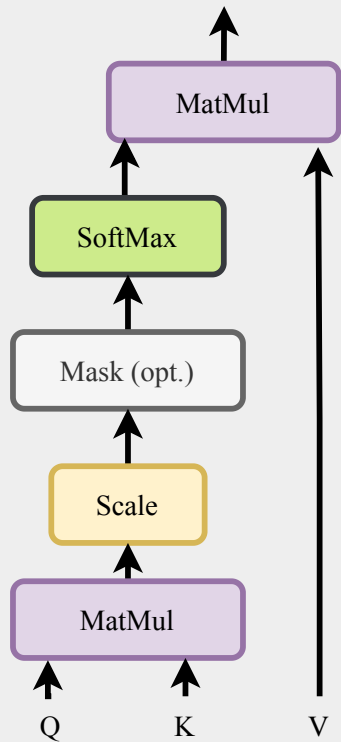 MatMul
SoftMax
Mask (opt.)
Scale
MatMul
Q K V